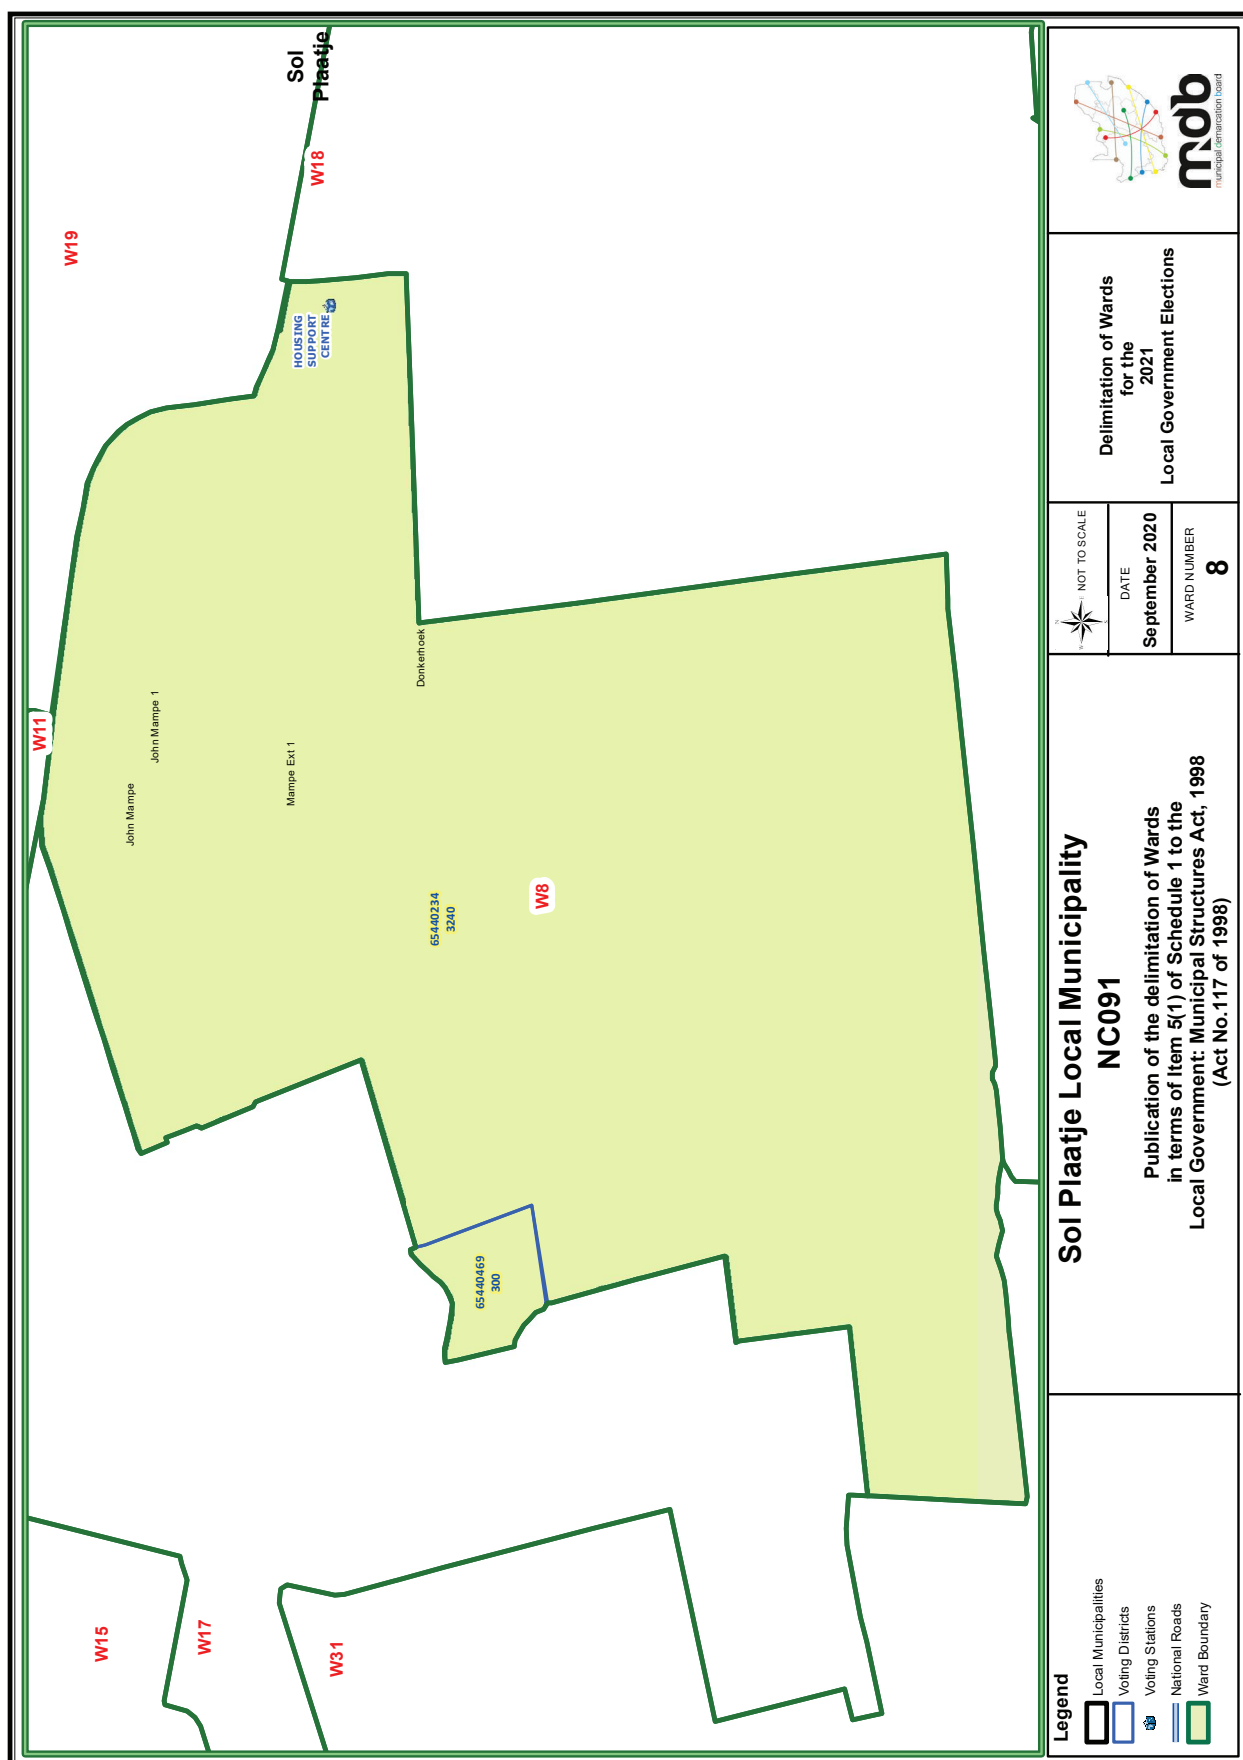 W15
W17
W31
W11
W19
W18
Sol
Plaatje
John Mampe
John Mampe 1
Mampe Ext 1
HOUSING
SUPPORT
CENTRE
Donkerhoek
65440234
3240
65440469
300
W8
Legend
Local Municipalities
Voting Districts
Voting Stations
National Roads
Ward Boundary
Sol Plaatje Local Municipality
NC091
Publication of the delimitation of Wards
in terms of Item 5(1) of Schedule 1 to the
Local Government: Municipal Structures Act, 1998
(Act No.117 of 1998)
N
W
E
S
NOT TO SCALE
DATE
September 2020
WARD NUMBER
8
Delimitation of Wards
for the
2021
Local Government Elections
mdb
municipal demarcation board